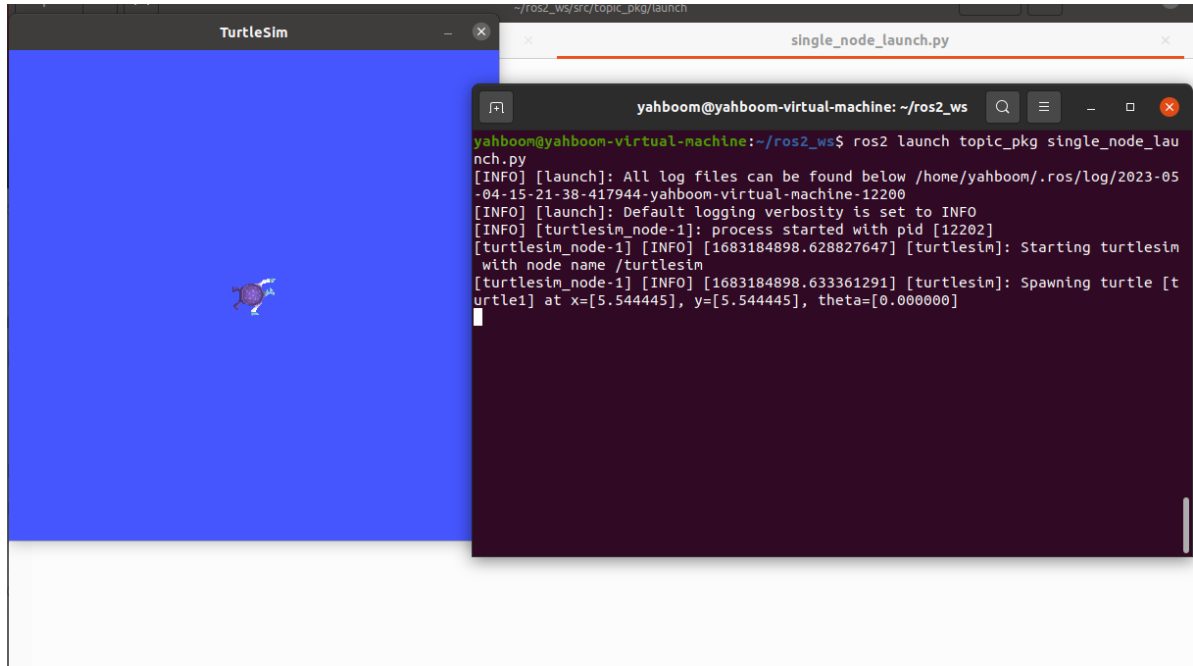 ~/ros2_ws/src/topic_pkg/launch
TurtleSim
single_node_launch.py
yahboom@yahboom-virtual-machine: ~/ros2_ws
yahboom@yahboom-virtual-machine:~/ros2_ws$ ros2 launch topic_pkg single_node_lau
nch.py
[INFO] [launch]: All log files can be found below /home/yahboom/.ros/log/2023-05
-04-15-21-38-417944-yahboom-virtual-machine-12200
[INFO] [launch]: Default logging verbosity is set to INFO
[INFO] [turtlesim_node-1]: process started with pid [12202]
[turtlesim_node-1] [INFO] [1683184898.628827647] [turtlesim]: Starting turtlesim
 with node name /turtlesim
[turtlesim_node-1] [INFO] [1683184898.633361291] [turtlesim]: Spawning turtle [t
urtle1] at x=[5.544445], y=[5.544445], theta=[0.000000]